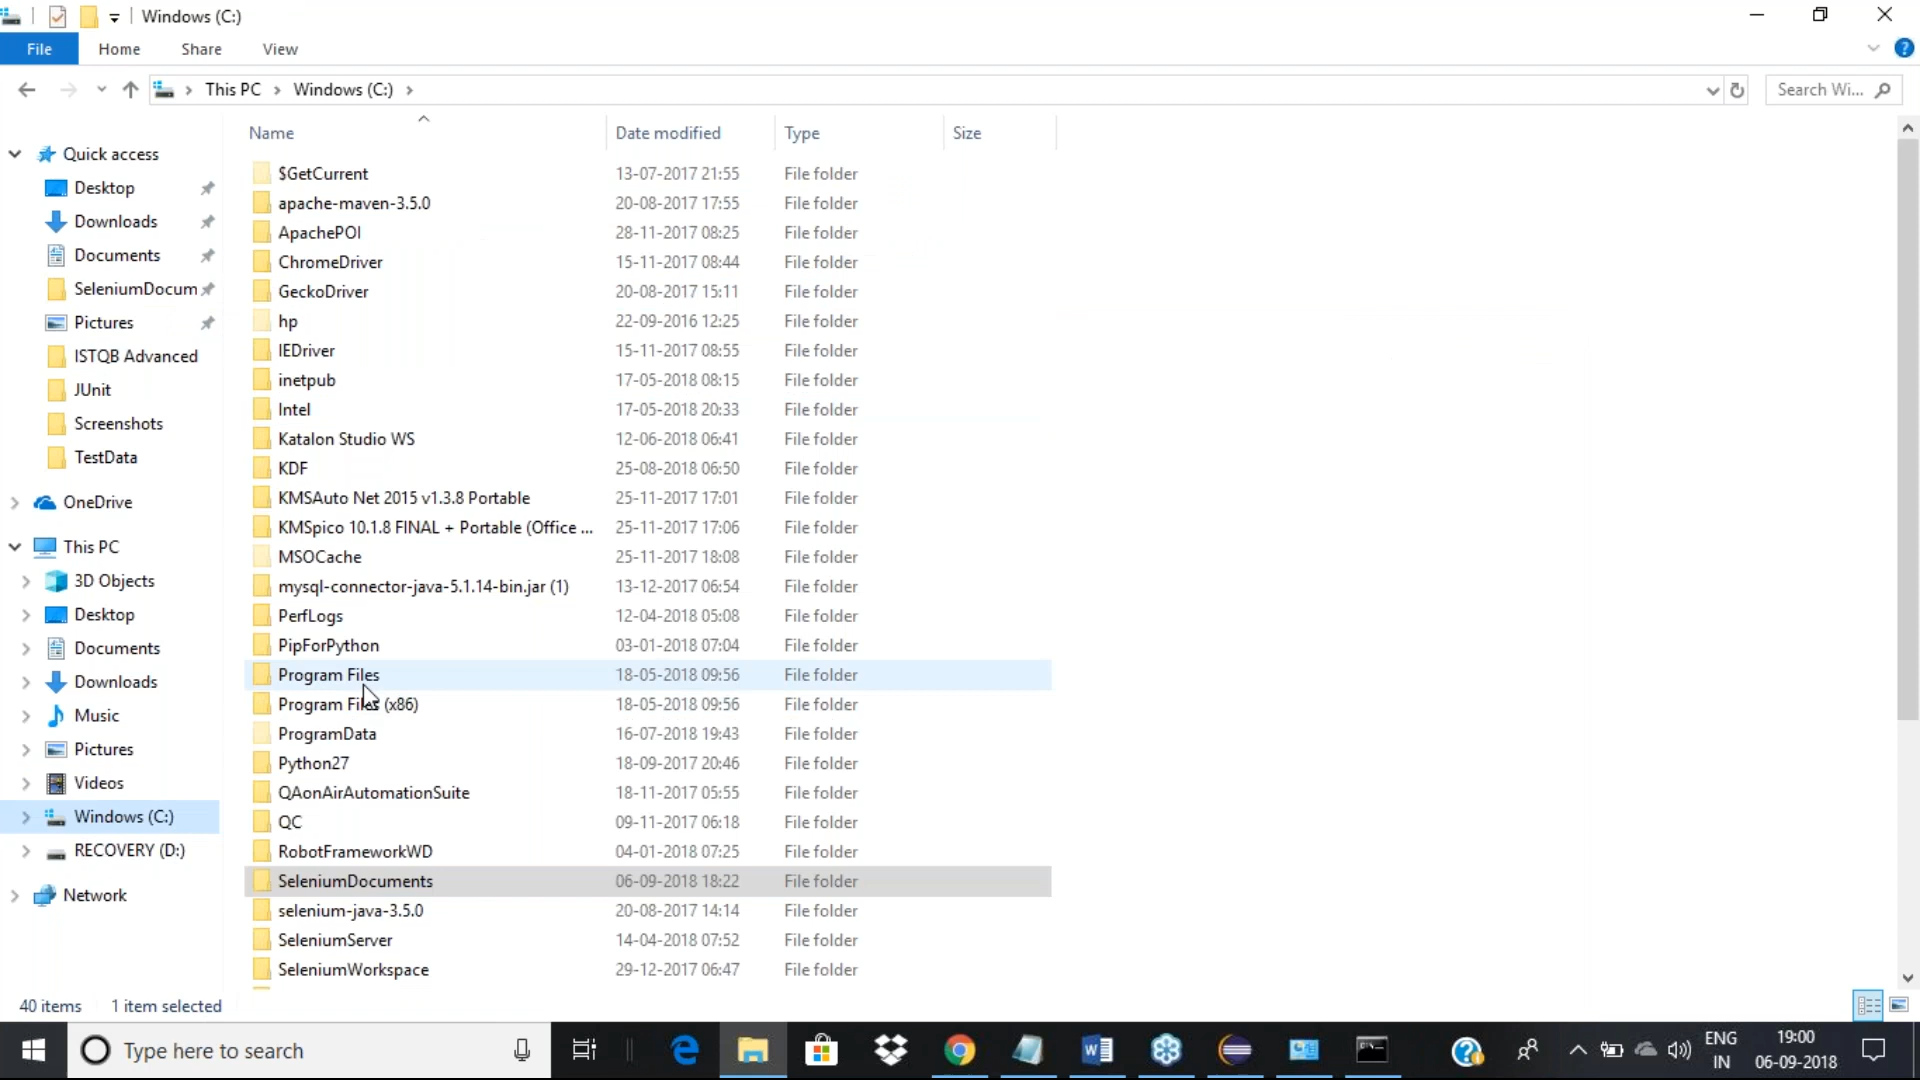 Windows (C:)
File Home Share View
This PC Windows (C:) Search Wi...
Name Date modified Type Size
Quick access
Desktop
Downloads
Documents
SeleniumDocum
Pictures
ISTQB Advanced
JUnit
Screenshots
TestData
OneDrive
This PC
3D Objects
Desktop
Documents
Downloads
Music
Pictures
Videos
Windows (C:)
RECOVERY (D:)
Network
$GetCurrent 13-07-2017 21:55 File folder
apache-maven-3.5.0 20-08-2017 17:55 File folder
ApachePOI 28-11-2017 08:25 File folder
ChromeDriver 15-11-2017 08:44 File folder
GeckoDriver 20-08-2017 15:11 File folder
hp 22-09-2016 12:25 File folder
IEDriver 15-11-2017 08:55 File folder
inetpub 17-05-2018 08:15 File folder
Intel 17-05-2018 20:33 File folder
Katalon Studio WS 12-06-2018 06:41 File folder
KDF 25-08-2018 06:50 File folder
KMSAuto Net 2015 v1.3.8 Portable 25-11-2017 17:01 File folder
KMSpico 10.1.8 FINAL + Portable (Office ... 25-11-2017 17:06 File folder
MSOCache 25-11-2017 18:08 File folder
mysql-connector-java-5.1.14-bin.jar (1) 13-12-2017 06:54 File folder
PerfLogs 12-04-2018 05:08 File folder
PipForPython 03-01-2018 07:04 File folder
Program Files 18-05-2018 09:56 File folder
Program Files (x86) 18-05-2018 09:56 File folder
ProgramData 16-07-2018 19:43 File folder
Python27 18-09-2017 20:46 File folder
QAonAirAutomationSuite 18-11-2017 05:55 File folder
QC 09-11-2017 06:18 File folder
RobotFrameworkWD 04-01-2018 07:25 File folder
SeleniumDocuments 06-09-2018 18:22 File folder
selenium-java-3.5.0 20-08-2017 14:14 File folder
SeleniumServer 14-04-2018 07:52 File folder
SeleniumWorkspace 29-12-2017 06:47 File folder
40 items 1 item selected
Type here to search
ENG
IN
19:00
06-09-2018